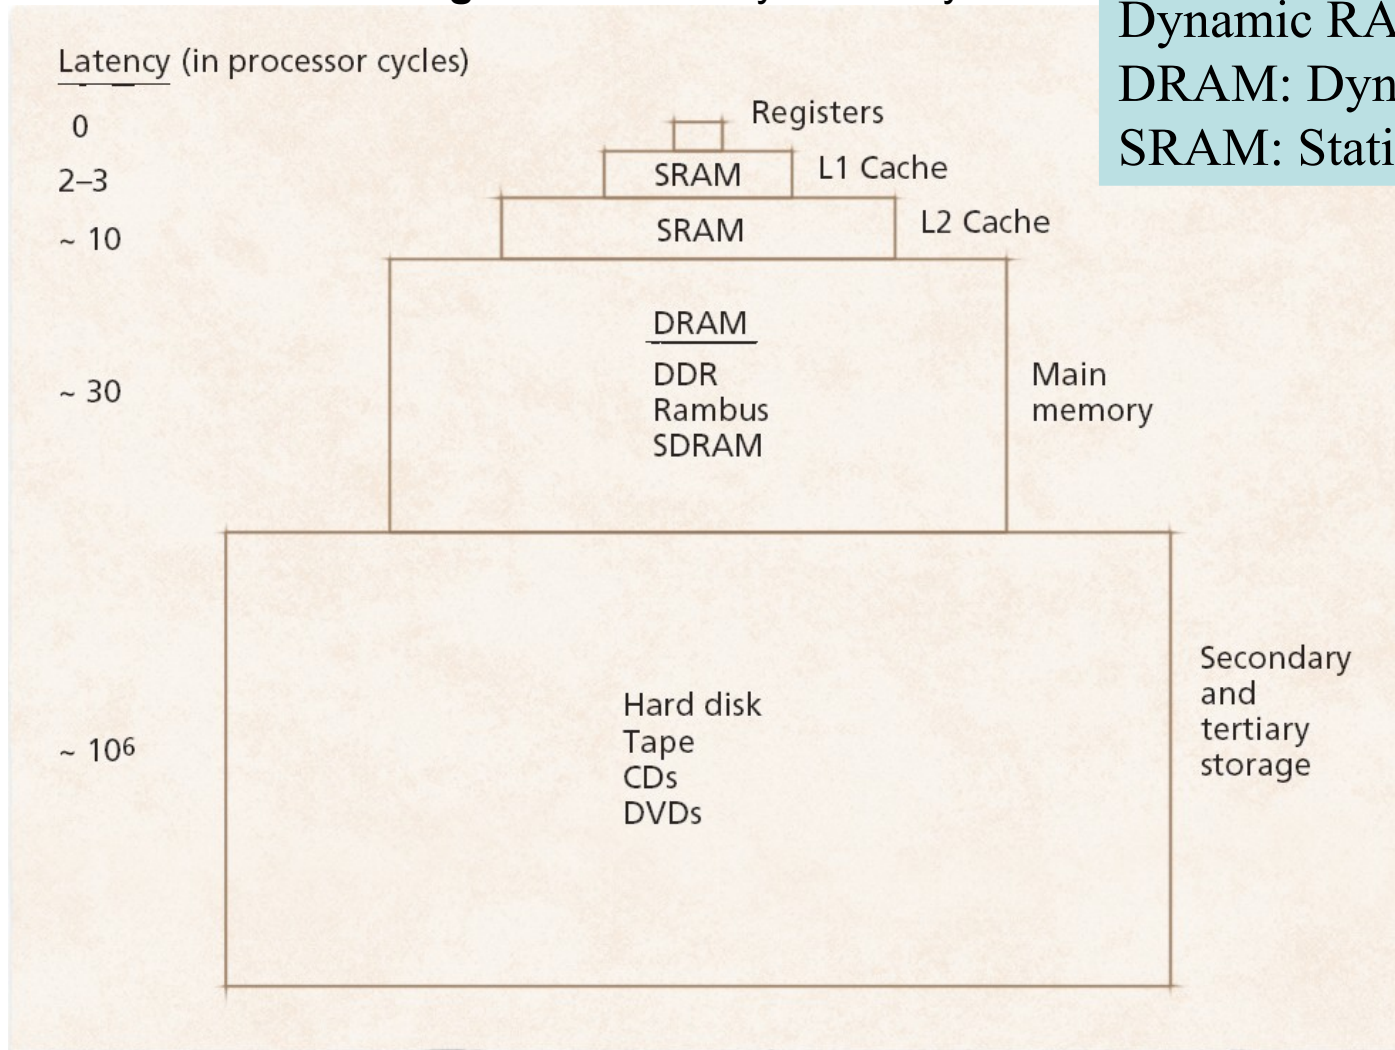 Dynamic RA
DRAM: Dyn
SRAM: Stati
Latency (in processor cycles)
0
Registers
2–3
SRAM
L1 Cache
~ 10
SRAM
L2 Cache
DRAM
DDR
Rambus
SDRAM
~ 30
Main
memory
Hard disk
Tape
CDs
DVDs
~ 10⁶
Secondary
and
tertiary
storage